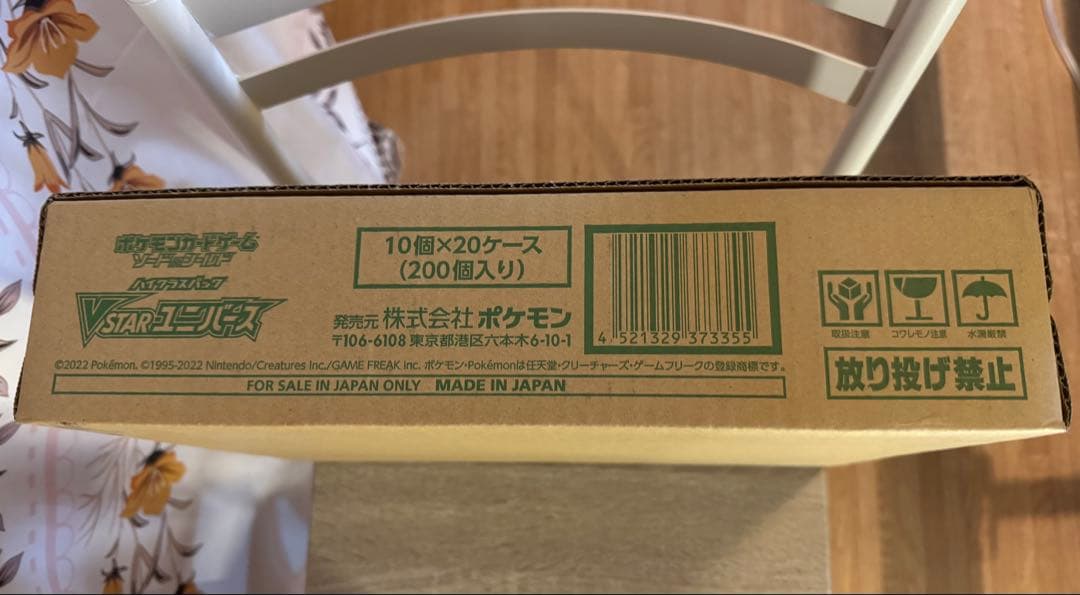 ポケモンカードゲーム
ソード&シールド
ハイクラスパック
VSTARユニバース
10個×20ケース
(200個入り)
発売元 株式会社 ポケモン
〒106-6108 東京都港区六本木6-10-1
4 521329 373355
取扱注意
コワレモノ注意
水濡厳禁
放り投げ禁止
©2022 Pokémon. ©1995-2022 Nintendo/Creatures Inc./GAME FREAK inc. ポケモン・Pokémonは任天堂・クリーチャーズ・ゲームフリークの登録商標です。
FOR SALE IN JAPAN ONLY MADE IN JAPAN